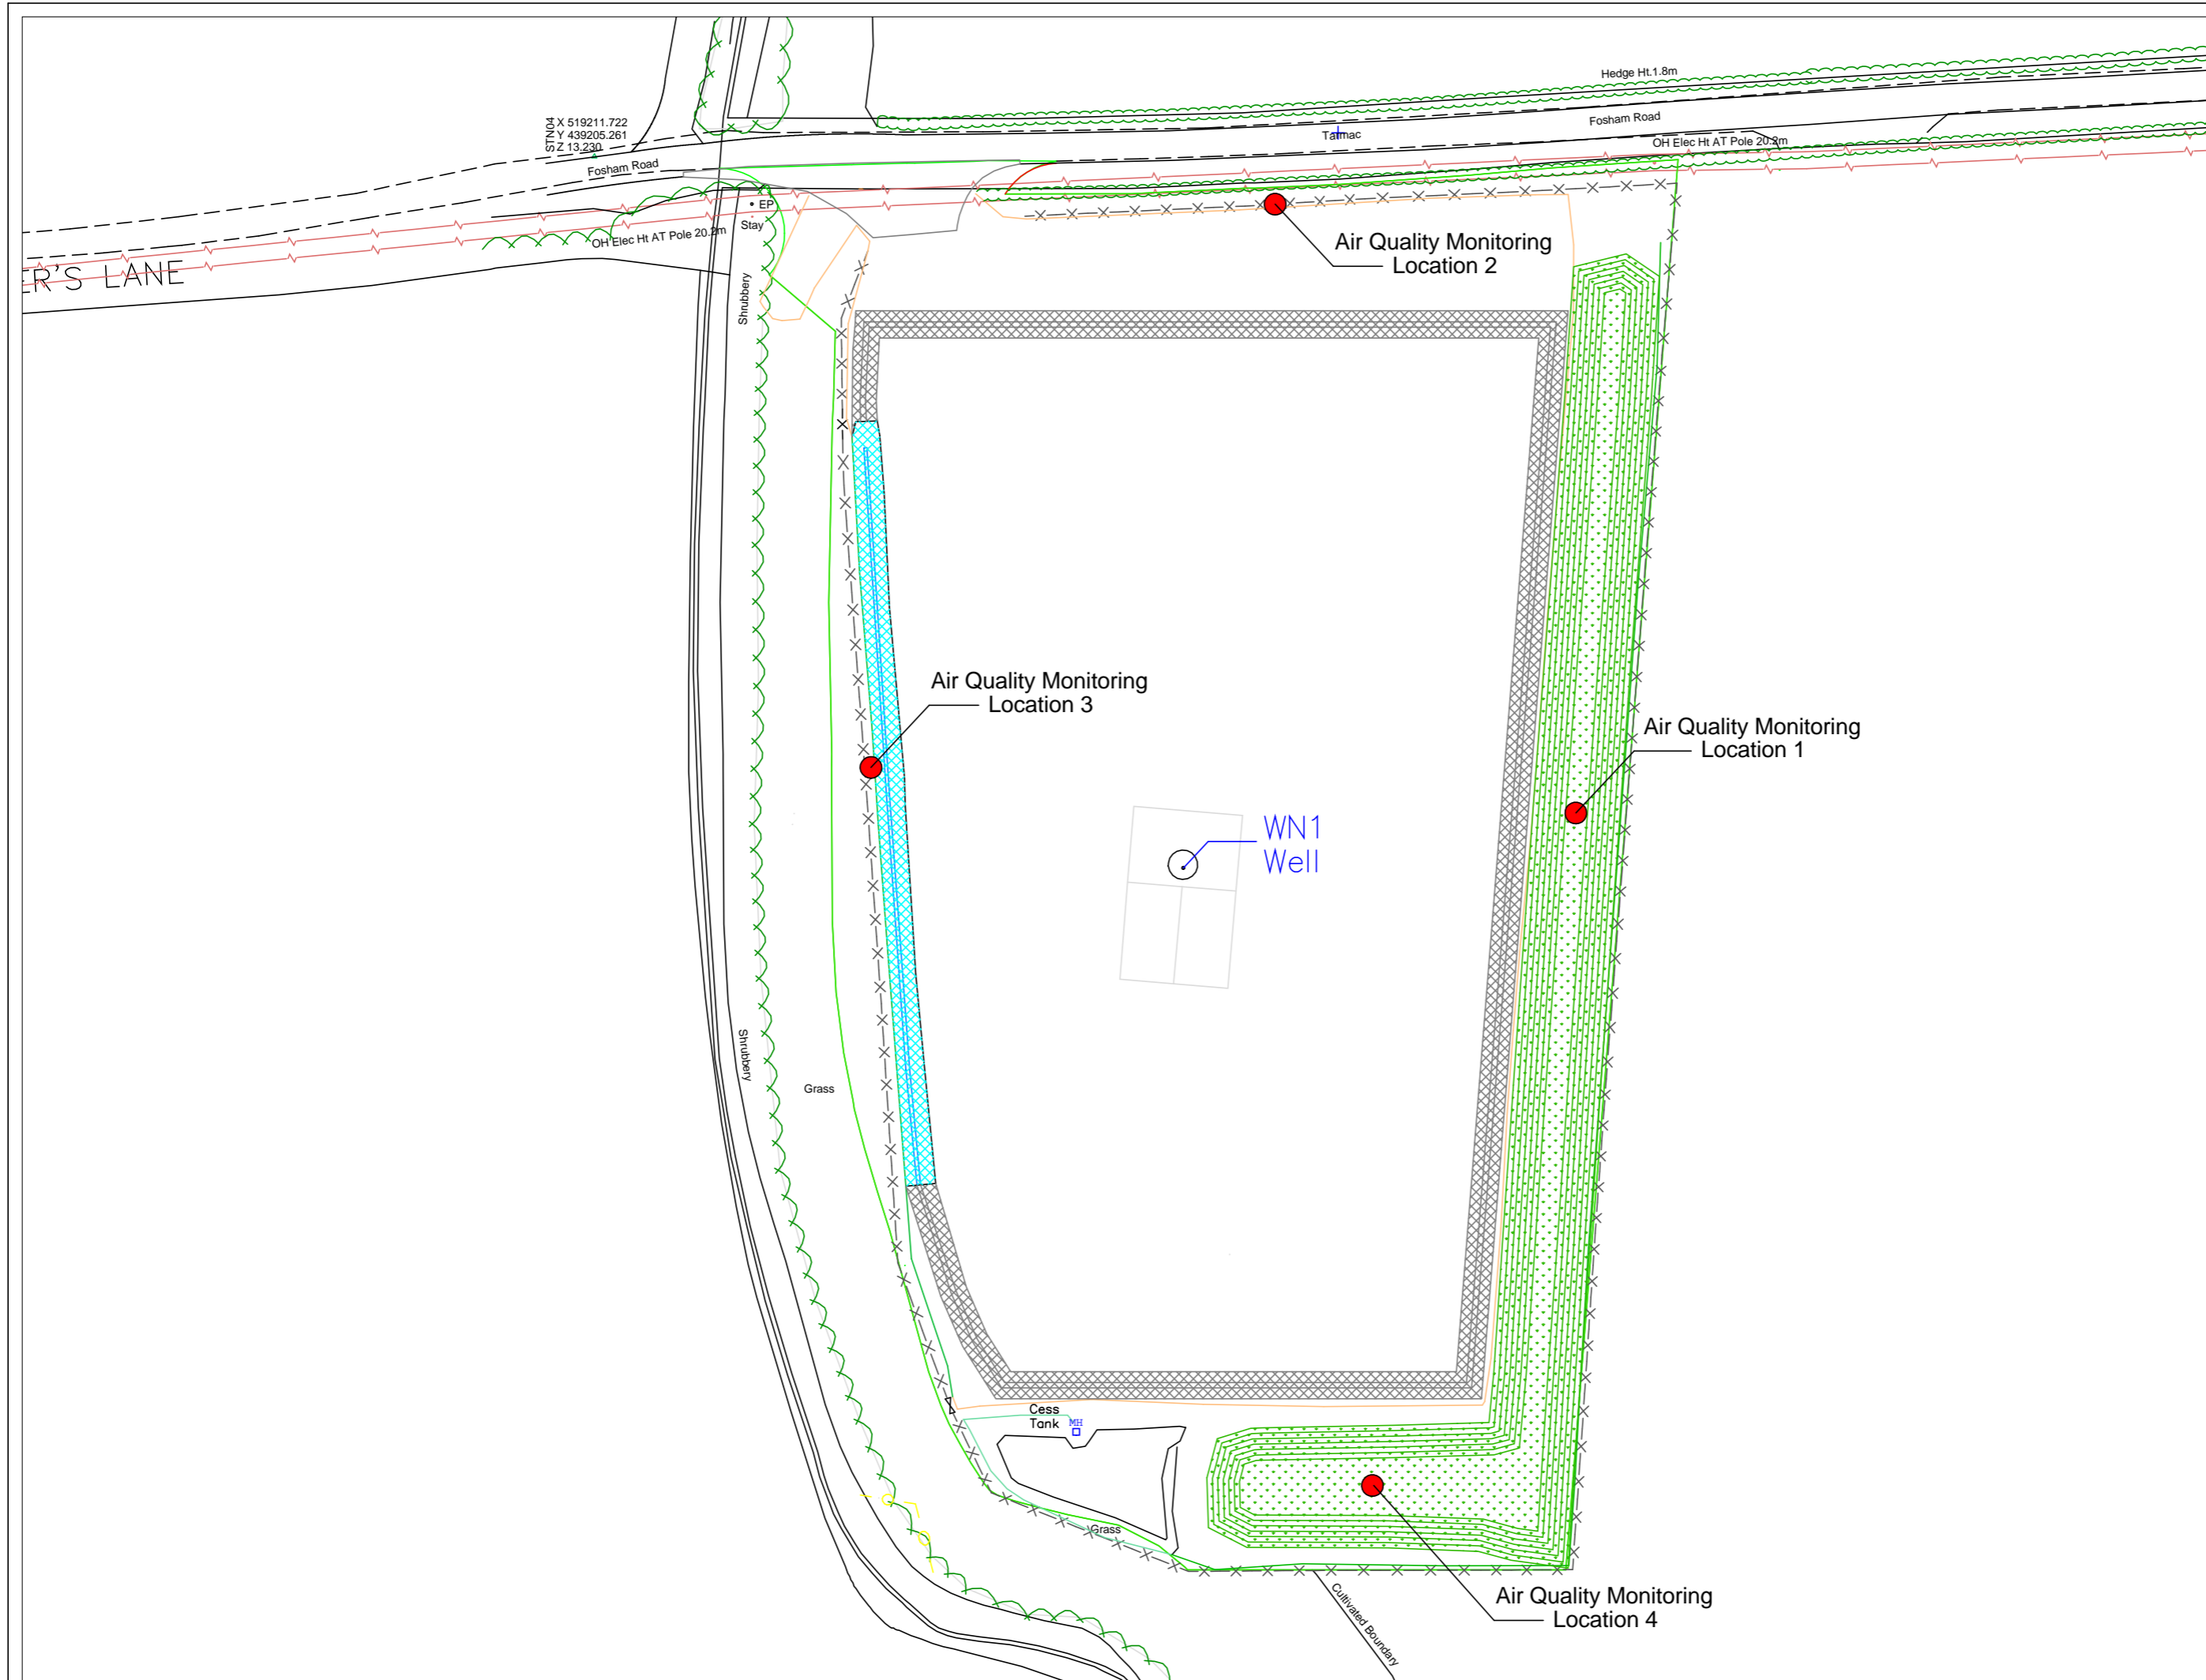 Hedge Ht.1.8m
Fosham Road
Tarmac
OH Elec Ht AT Pole 20.2m
STN04
X 519211.722
Y 439205.261
Z 13.230
Fosham Road
EP
Stay
OH Elec Ht AT Pole 20.2m
ER'S LANE
Shrubbery
Air Quality Monitoring
Location 2
Air Quality Monitoring
Location 3
Air Quality Monitoring
Location 1
WN1
Well
Shrubbery
Grass
Cess
Tank
MH
Grass
Air Quality Monitoring
Location 4
Cultivated Boundary